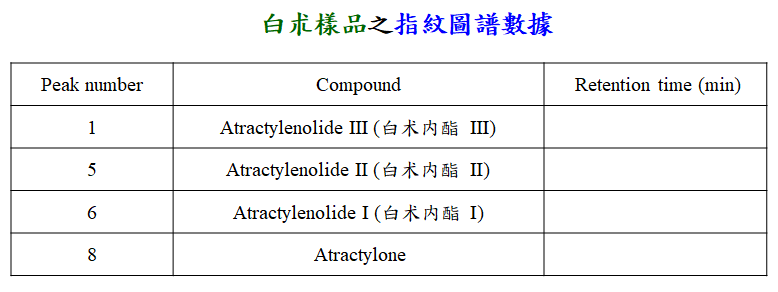 白朮樣品之指紋圖譜數據
Peak number Compound Retention time (min)
1 Atractylenolide III (白术内酯 III)
5 Atractylenolide II (白术内酯 II)
6 Atractylenolide I (白术内酯 I)
8 Atractylone